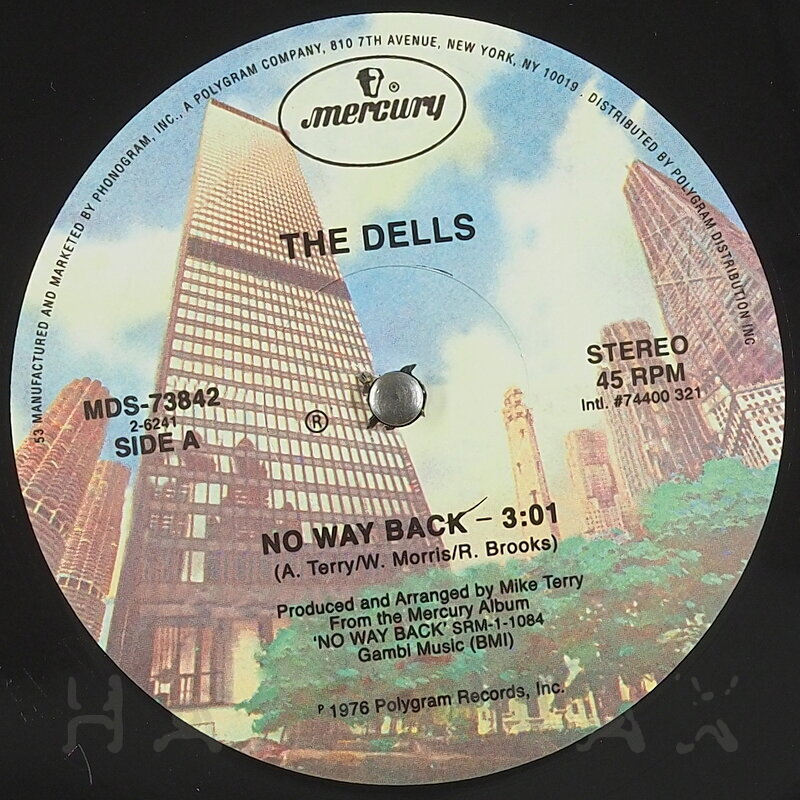 53 MANUFACTURED AND MARKETED BY PHONOGRAM, INC., A POLYGRAM COMPANY, 810 7TH AVENUE, NEW YORK, NY 10019 . DISTRIBUTED BY POLYGRAM DISTRIBUTION INC
mercury
®
THE DELLS
MDS-73842
2-6241
SIDE A
®
STEREO
45 RPM
Intl. #74400 321
NO WAY BACK – 3:01
(A. Terry/W. Morris/R. Brooks)
Produced and Arranged by Mike Terry
From the Mercury Album
'NO WAY BACK' SRM-1-1084
Gambi Music (BMI)
℗ 1976 Polygram Records, Inc.